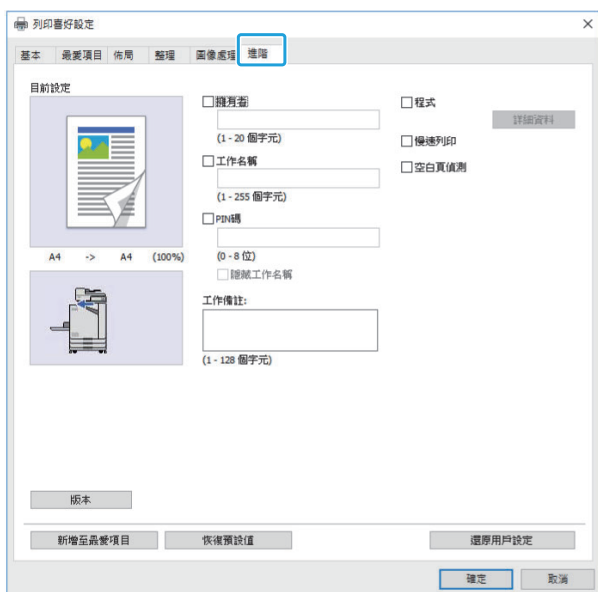 列印喜好設定
基本 最愛項目 佈局 整理 圖像處理 進階
目前設定
A4 -> A4 (100%)
擁有者
(1 - 20 個字元)
工作名稱
(1 - 255 個字元)
PIN碼
(0 - 8 位)
隱藏工作名稱
工作備註:
(1 - 128 個字元)
程式
詳細資料
慢速列印
空白頁偵測
版本
新增至最愛項目 恢復預設值 還原用戶設定
確定 取消